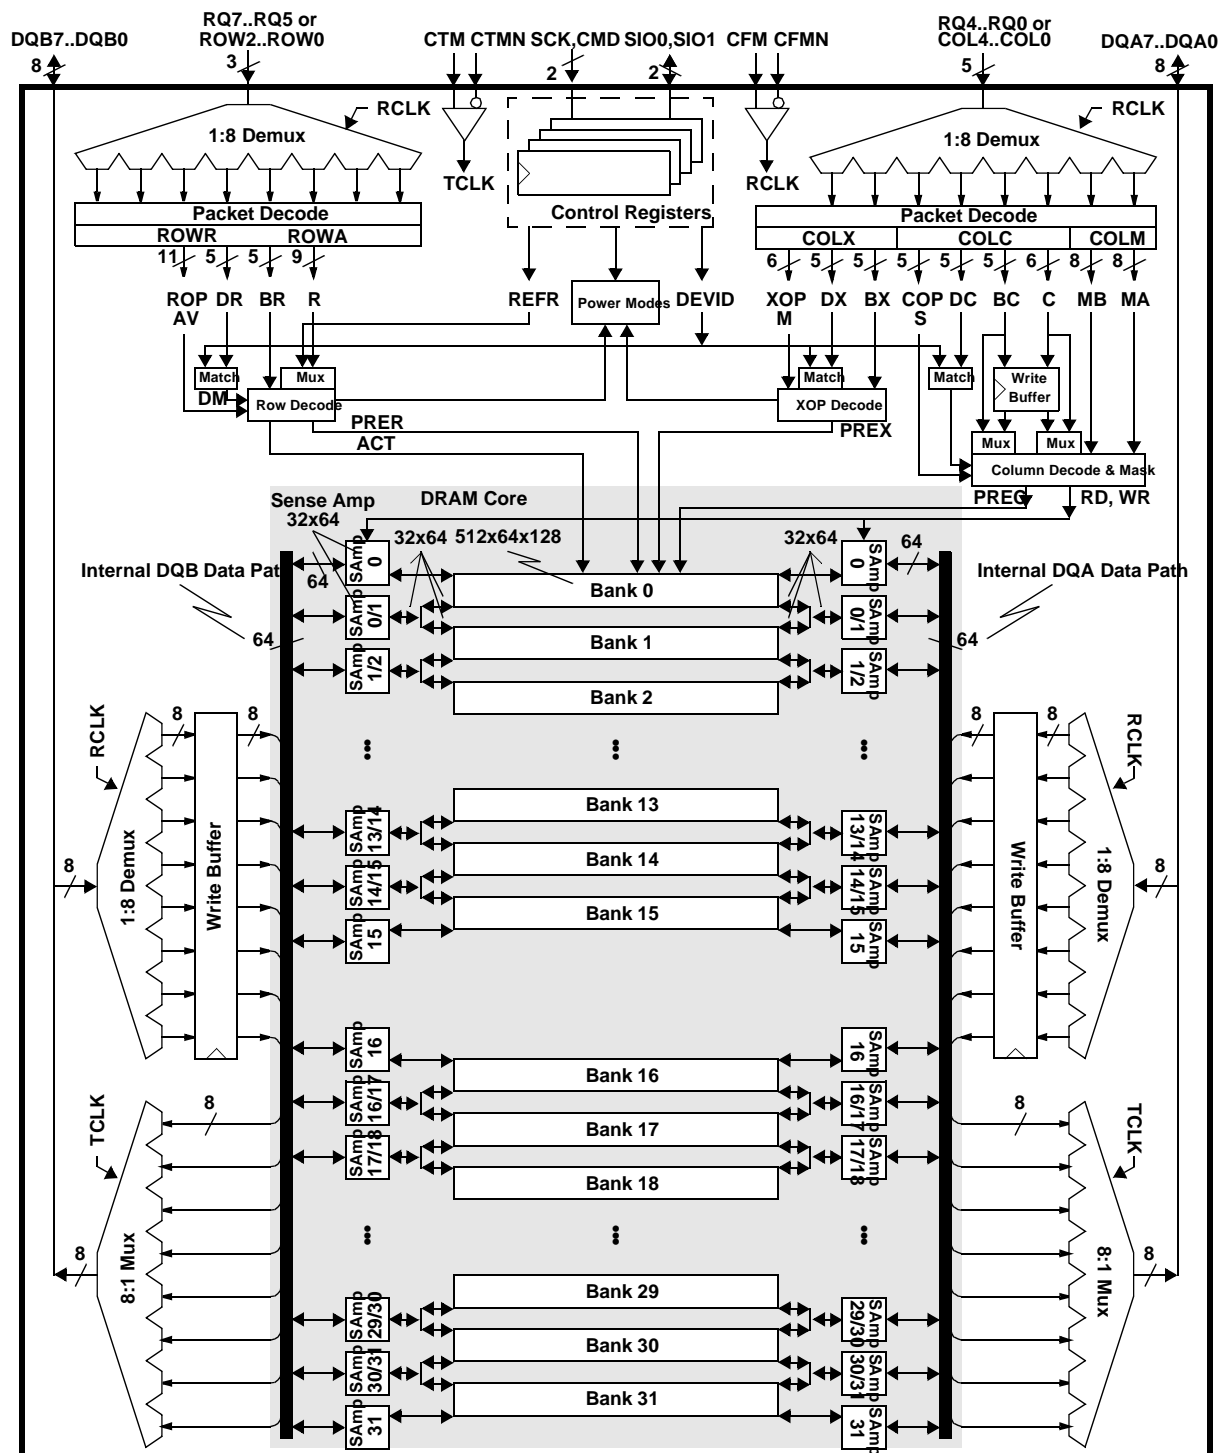 RQ7..RQ5 or
ROW2..ROW0
RQ4..RQ0 or
COL4..COL0
DQB7..DQB0
CTM CTMN SCK,CMD SIO0,SIO1 CFM CFMN
DQA7..DQA0
8
3
2
2
5
8
RCLK
1:8 Demux
RCLK
1:8 Demux
TCLK
RCLK
Control Registers
Packet Decode
ROWR
ROWA
Packet Decode
COLX
COLC
COLM
11
5
5
9
6
5
5
5
5
5
6
8
8
ROP
AV
DR
BR
R
REFR
Power Modes
DEVID
XOP
M
DX
BX
COP
S
DC
BC
C
MB
MA
Match
Mux
DM
Row Decode
Match
XOP Decode
Match
Write
Buffer
Mux
Mux
Column Decode & Mask
PRER
ACT
PREX
PREC
RD, WR
Sense Amp
32x64
DRAM Core
32x64
512x64x128
32x64
SAmp
0
64
64
SAmp
0
64
Internal DQB Data Pat
Internal DQA Data Path
Bank 0
SAmp
0/1
SAmp
0/1
64
64
Bank 1
SAmp
1/2
SAmp
1/2
Bank 2
RCLK
8
8
8
8
RCLK
Bank 13
SAmp
13/14
SAmp
13/14
Bank 14
8
1:8 Demux
Write Buffer
SAmp
14/15
SAmp
14/15
Write Buffer
1:8 Demux
8
Bank 15
SAmp
15
SAmp
15
SAmp
16
SAmp
16
Bank 16
SAmp
16/17
SAmp
16/17
TCLK
8
8
TCLK
Bank 17
SAmp
17/18
SAmp
17/18
Bank 18
8
8:1 Mux
8:1 Mux
8
Bank 29
SAmp
29/30
SAmp
29/30
Bank 30
SAmp
30/31
SAmp
30/31
Bank 31
SAmp
31
SAmp
31